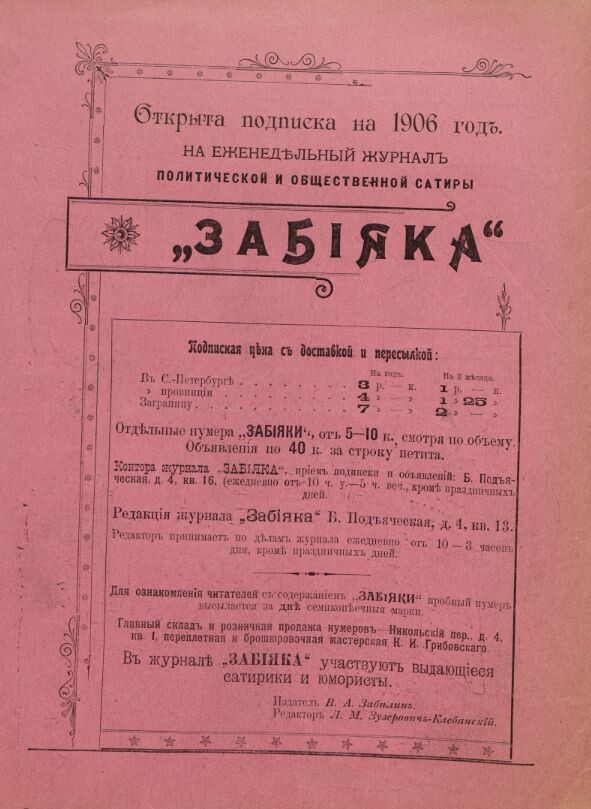 Открыта подписка на 1906 годъ.
НА ЕЖЕНЕДѢЛЬНЫЙ ЖУРНАЛЪ
ПОЛИТИЧЕСКОЙ И ОБЩЕСТВЕННОЙ САТИРЫ
„ЗАБІЯКА“
Подписная цѣна съ доставкой и пересылкой:
На годъ. На 3 мѣсяца.
Въ С.-Петербургѣ . . . . . . . . . 3 р. — к. 1 р. — к.
» провинціи . . . . . . . . . 4 » — » 1 » 25 »
Заграницу . . . . . . . . . . . 7 » — » 2 » — »
Отдѣльные нумера „ЗАБІЯКИ“, отъ 5—10 к. смотря по объему.
Объявленія по 40 к. за строку петита.
Контора журнала „ЗАБІЯКА“, пріемъ подписки и объявленій: Б. Подъя-
ческая, д. 4, кв. 16, (ежедневно отъ 10 ч. у.—5 ч. веч., кромѣ праздничныхъ
дней.
Редакція журнала „Забіяка“ Б. Подъяческая, д. 4, кв. 13.
Редакторъ принимаетъ по дѣламъ журнала ежедневно отъ 10 — 3 часовъ
дня, кромѣ праздничныхъ дней.
Для ознакомленія читателей съ содержаніемъ „ЗАБІЯКИ“ пробный нумеръ
высылается за двѣ семикопѣечныя марки.
Главный складъ и розничная продажа нумеровъ—Никольскій пер., д. 4,
кв. 1, переплетная и брошюровочная мастерская К. И. Грибовскаго.
Въ журналѣ „ЗАБІЯКА“ участвуютъ выдающіеся
сатирики и юмористы.
Издатель В. А. Забѣлинъ.
Редакторъ Л. М. Зузеровичъ-Клебанскій.